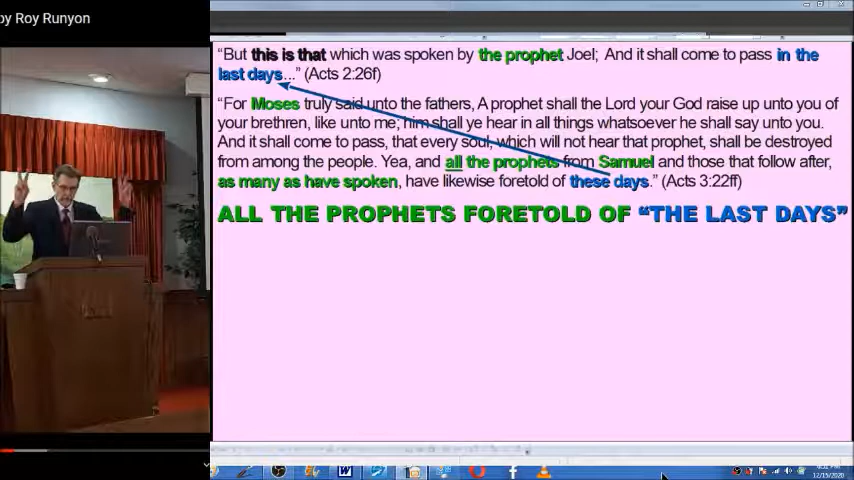 by Roy Runyon
“But this is that which was spoken by the prophet Joel; And it shall come to pass in the
last days...” (Acts 2:26f)
“For Moses truly said unto the fathers, A prophet shall the Lord your God raise up unto you of
your brethren, like unto me; him shall ye hear in all things whatsoever he shall say unto you.
And it shall come to pass, that every soul, which will not hear that prophet, shall be destroyed
from among the people. Yea, and all the prophets from Samuel and those that follow after,
as many as have spoken, have likewise foretold of these days.” (Acts 3:22ff)
ALL THE PROPHETS FORETOLD OF “THE LAST DAYS”
12/15/2020